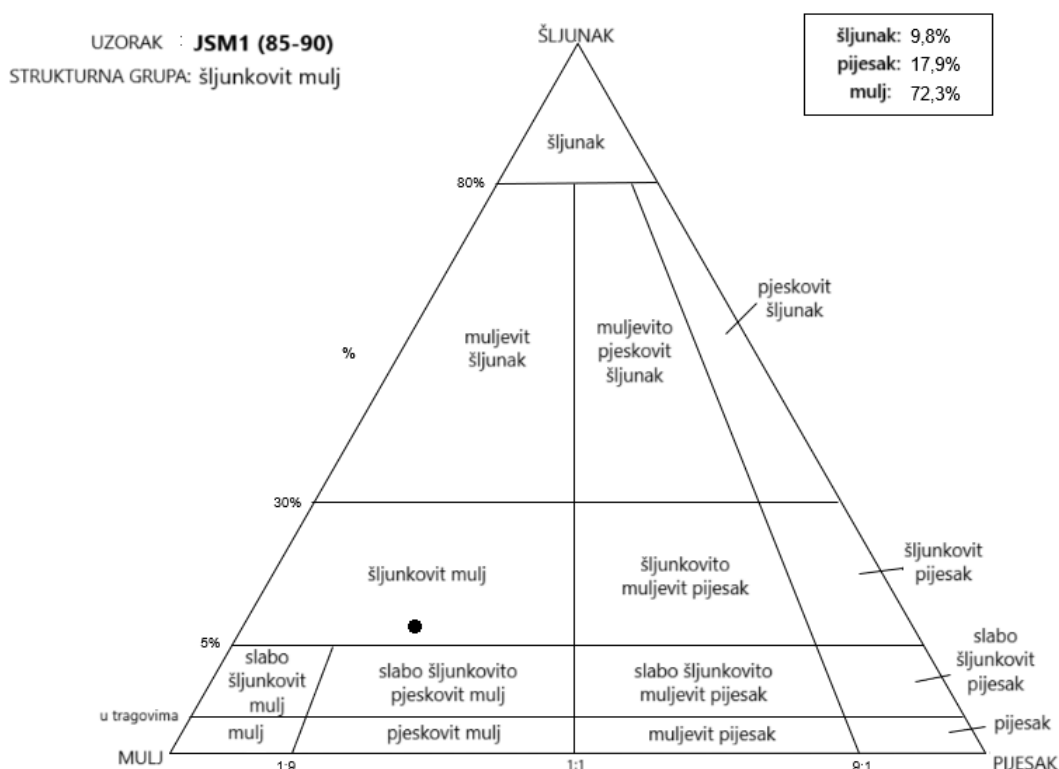 UZORAK : JSM1 (85-90)
STRUKTURNA GRUPA: šljunkovit mulj
ŠLJUNAK
šljunak: 9,8%
pijesak: 17,9%
mulj: 72,3%
šljunak
80%
pjeskovit
šljunak
muljevit
šljunak
muljevito
pjeskovit
šljunak
%
30%
šljunkovit mulj
šljunkovito
muljevit pijesak
šljunkovit
pijesak
5%
slabo
šljunkovit
mulj
slabo šljunkovito
pjeskovit mulj
slabo šljunkovito
muljevit pijesak
slabo
šljunkovit
pijesak
u tragovima
mulj
pjeskovit mulj
muljevit pijesak
pijesak
MULJ
1:9
1:1
9:1
PIJESAK